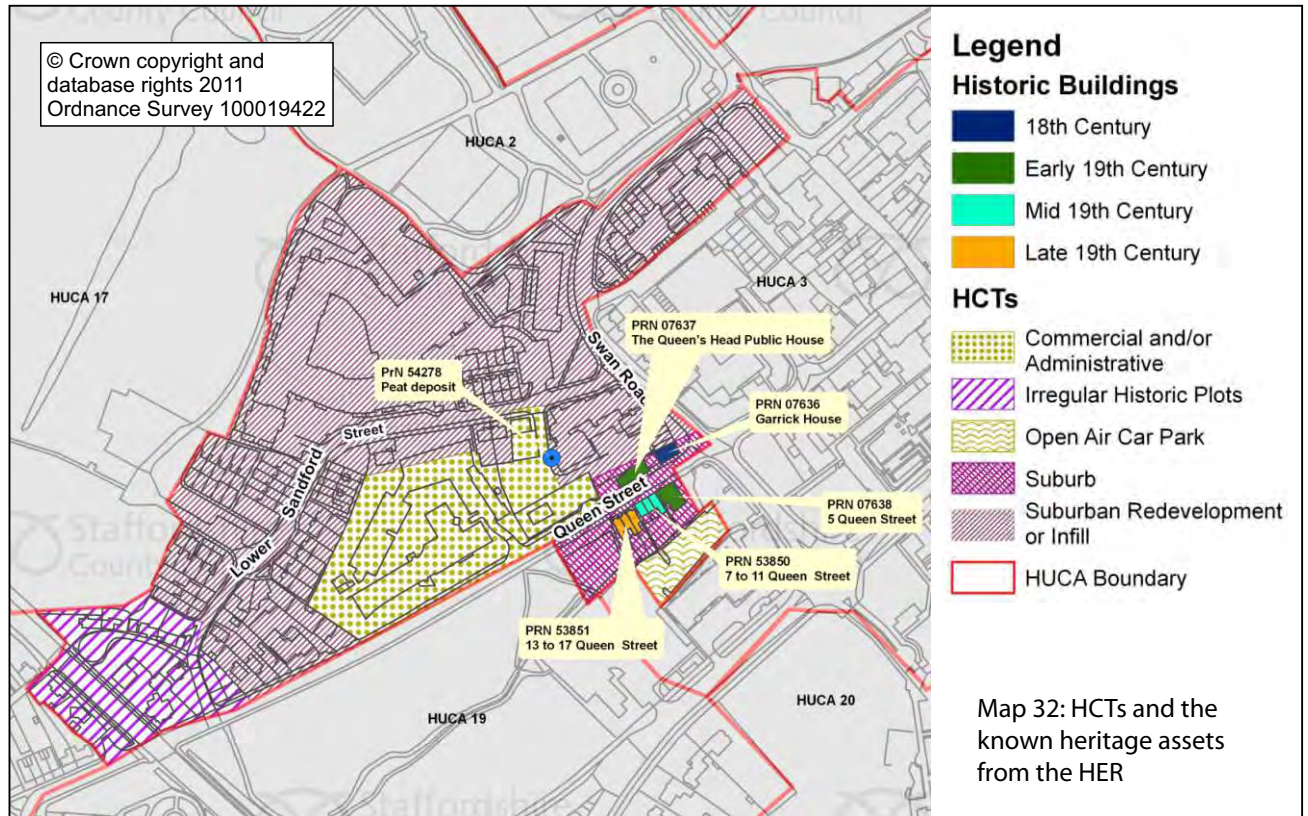 County Council
Council
© Crown copyright and
database rights 2011
Ordnance Survey 100019422
HUCA 2
HUCA 17
HUCA 3
PRN 07637
The Queen's Head Public House
Swan Road
PrN 54278
Peat deposit
PRN 07636
Garrick House
Street
Sandford
Lower
Queen Street
PRN 07638
5 Queen Street
PRN 53850
7 to 11 Queen Street
PRN 53851
13 to 17 Queen Street
HUCA 19
HUCA 20
Staffordshire
Legend
Historic Buildings
18th Century
Early 19th Century
Mid 19th Century
Late 19th Century
HCTs
Commercial and/or
Administrative
Irregular Historic Plots
Open Air Car Park
Suburb
Suburban Redevelopment
or Infill
HUCA Boundary
Map 32: HCTs and the
known heritage assets
from the HER